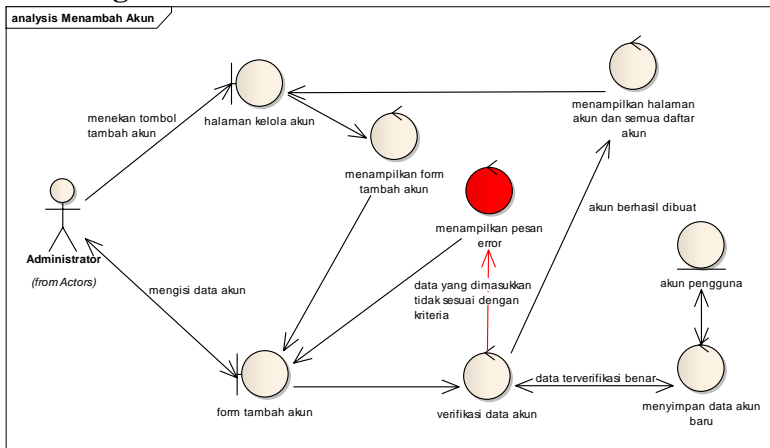 analysis Menambah Akun
menekan tombol
tambah akun
halaman kelola akun
menampilkan halaman
akun dan semua daftar
akun
menampilkan form
tambah akun
menampilkan pesan
error
akun berhasil dibuat
Administrator
(from Actors)
mengisi data akun
data yang dimasukkan
tidak sesuai dengan
kriteria
akun pengguna
form tambah akun
verifikasi data akun
data terverifikasi benar
menyimpan data akun
baru